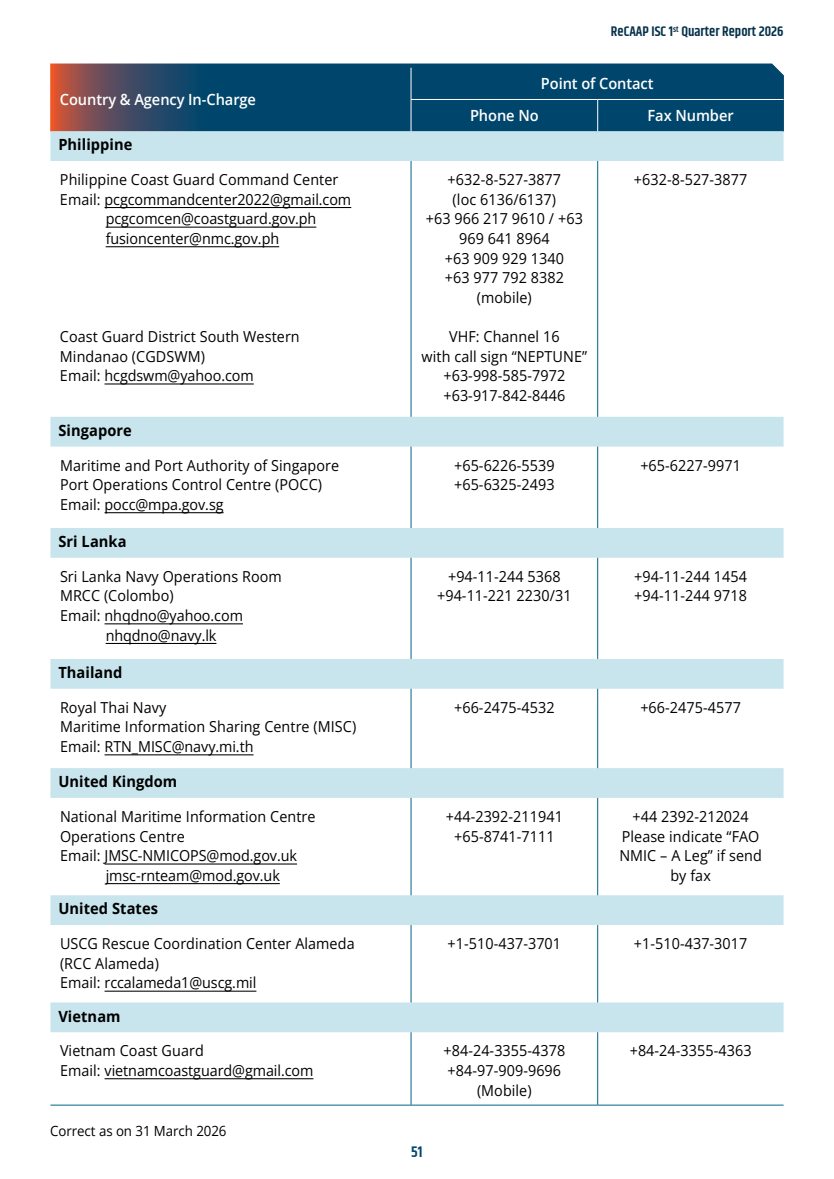 ReCAAP ISC 1st Quarter Report 2026
Country & Agency In-Charge
Point of Contact
Phone No
Fax Number
Philippine
Philippine Coast Guard Command Center
Email: pcgcommandcenter2022@gmail.com
pcgcomcen@coastguard.gov.ph
fusioncenter@nmc.gov.ph
+632-8-527-3877
(loc 6136/6137)
+63 966 217 9610 / +63
969 641 8964
+63 909 929 1340
+63 977 792 8382
(mobile)
+632-8-527-3877
Coast Guard District South Western
Mindanao (CGDSWM)
Email: hcgdswm@yahoo.com
VHF: Channel 16
with call sign “NEPTUNE”
+63-998-585-7972
+63-917-842-8446
Singapore
Maritime and Port Authority of Singapore
Port Operations Control Centre (POCC)
Email: pocc@mpa.gov.sg
+65-6226-5539
+65-6325-2493
+65-6227-9971
Sri Lanka
Sri Lanka Navy Operations Room
MRCC (Colombo)
Email: nhqdno@yahoo.com
nhqdno@navy.lk
+94-11-244 5368
+94-11-221 2230/31
+94-11-244 1454
+94-11-244 9718
Thailand
Royal Thai Navy
Maritime Information Sharing Centre (MISC)
Email: RTN_MISC@navy.mi.th
+66-2475-4532
+66-2475-4577
United Kingdom
National Maritime Information Centre
Operations Centre
Email: JMSC-NMICOPS@mod.gov.uk
jmsc-rnteam@mod.gov.uk
+44-2392-211941
+65-8741-7111
+44 2392-212024
Please indicate “FAO
NMIC – A Leg” if send
by fax
United States
USCG Rescue Coordination Center Alameda
(RCC Alameda)
Email: rccalameda1@uscg.mil
+1-510-437-3701
+1-510-437-3017
Vietnam
Vietnam Coast Guard
Email: vietnamcoastguard@gmail.com
+84-24-3355-4378
+84-97-909-9696
(Mobile)
+84-24-3355-4363
Correct as on 31 March 2026
51